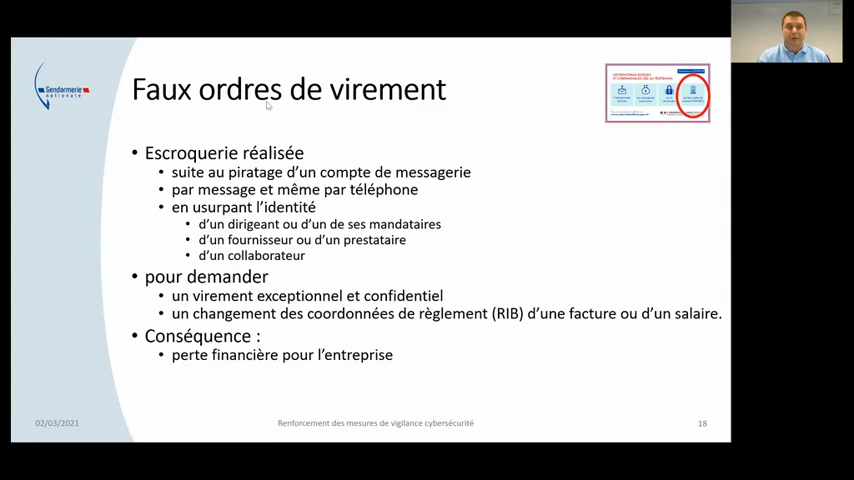 Gendarmerie
nationale
Faux ordres de virement
• Escroquerie réalisée
• suite au piratage d’un compte de messagerie
• par message et même par téléphone
• en usurpant l’identité
• d’un dirigeant ou d’un de ses mandataires
• d’un fournisseur ou d’un prestataire
• d’un collaborateur
• pour demander
• un virement exceptionnel et confidentiel
• un changement des coordonnées de règlement (RIB) d’une facture ou d’un salaire.
• Conséquence :
• perte financière pour l’entreprise
02/03/2021
Renforcement des mesures de vigilance cybersécurité
18